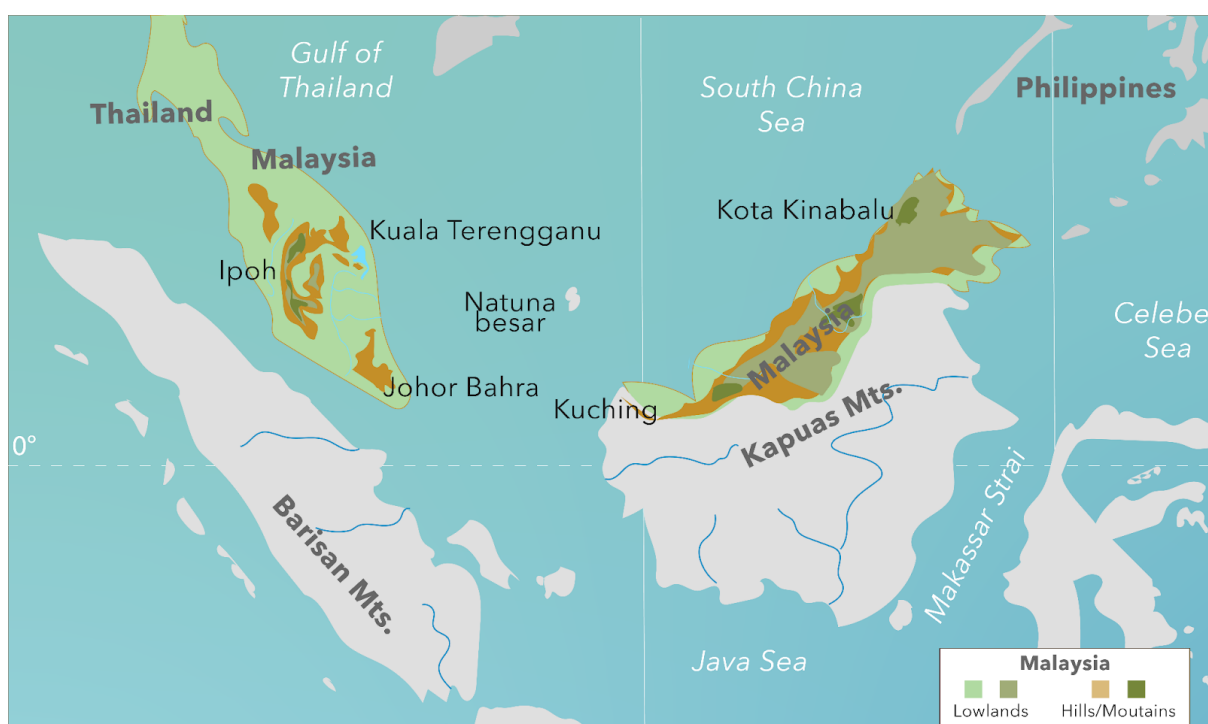 Gulf of
Thailand
South China
Sea
Philippines
Thailand
Malaysia
Kota Kinabalu
Kuala Terengganu
Ipoh
Natuna
besar
Celebe
Sea
Malaysia
Johor Bahra
Kuching
Kapuas Mts.
0°
Makassar Strai
Barisan Mts.
Java Sea
Malaysia
Lowlands
Hills/Moutains